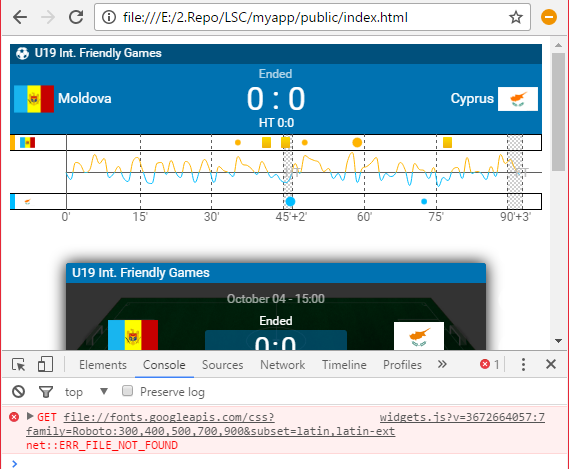 file:///E:/2.Repo/LSC/myapp/public/index.html
U19 Int. Friendly Games
Ended
Moldova
0 : 0
Cyprus
HT 0:0
HT
FT
0'
15'
30'
45'+2'
60'
75'
90'+3'
U19 Int. Friendly Games
October 04 - 15:00
Ended
0:0
Elements Console Sources Network Timeline Profiles » 1
top Preserve log
GET file://fonts.googleapis.com/css? widgets.js?v=3672664057:7
family=Roboto:300,400,500,700,900&subset=latin,latin-ext
net::ERR_FILE_NOT_FOUND